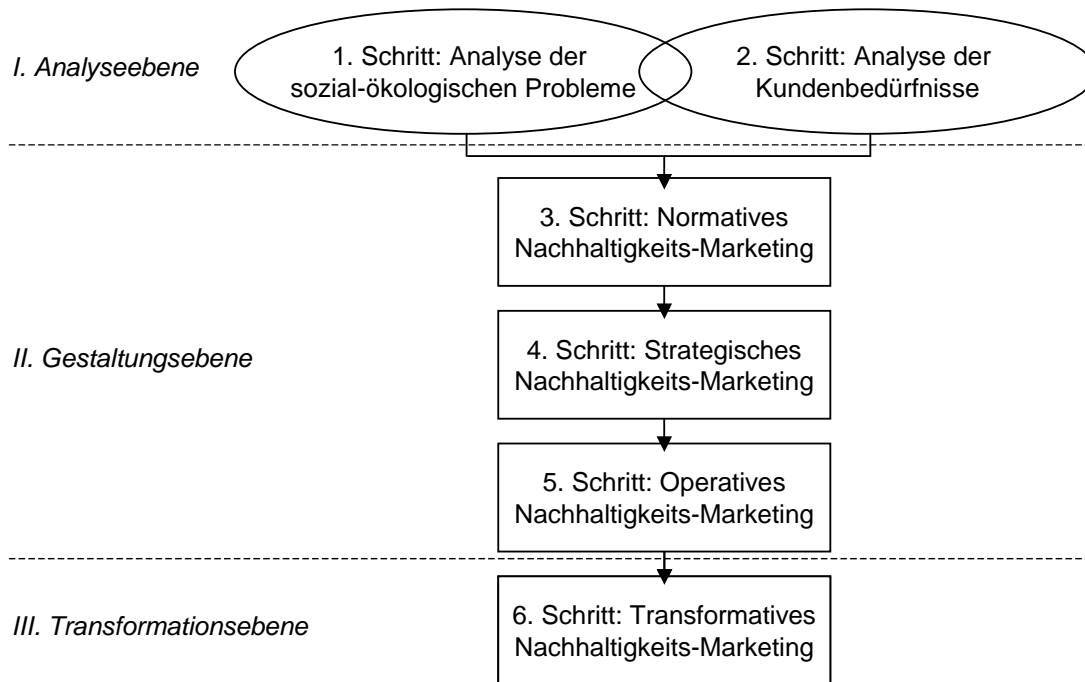 I. Analyseebene
1. Schritt: Analyse der
sozial-ökologischen Probleme
2. Schritt: Analyse der
Kundenbedürfnisse
3. Schritt: Normatives
Nachhaltigkeits-Marketing
II. Gestaltungsebene
4. Schritt: Strategisches
Nachhaltigkeits-Marketing
5. Schritt: Operatives
Nachhaltigkeits-Marketing
III. Transformationsebene
6. Schritt: Transformatives
Nachhaltigkeits-Marketing